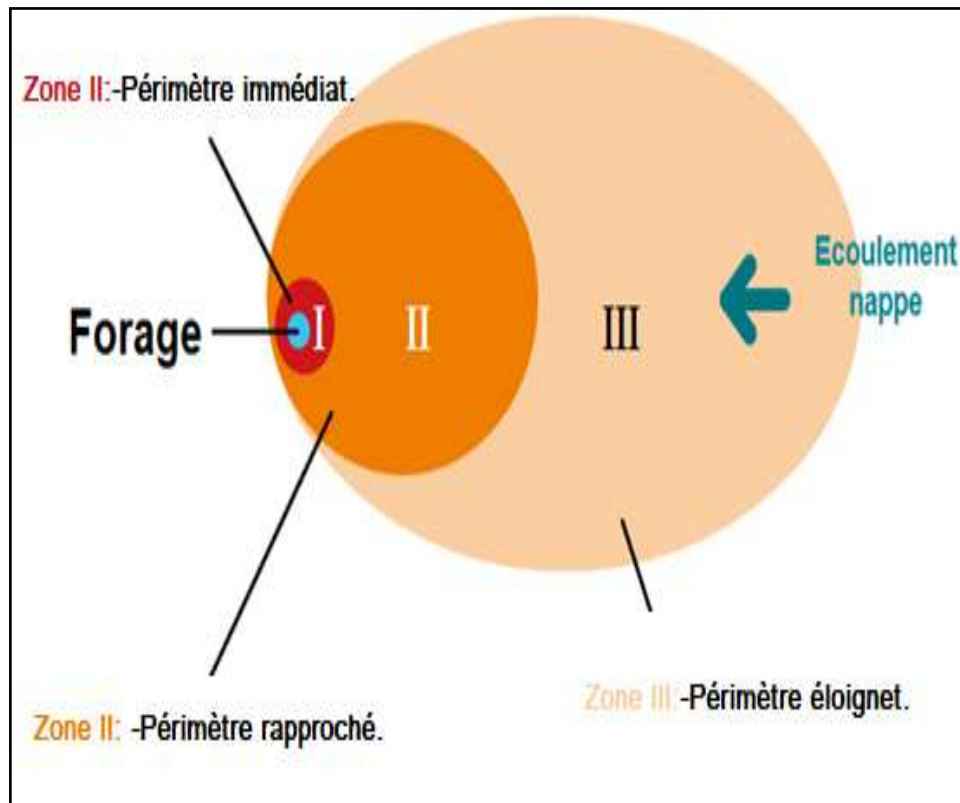 Zone II:-Périmètre immédiat.
Ecoulement
nappe
Forage
I
II
III
Zone III:-Périmètre éloignet.
Zone II: -Périmètre rapproché.